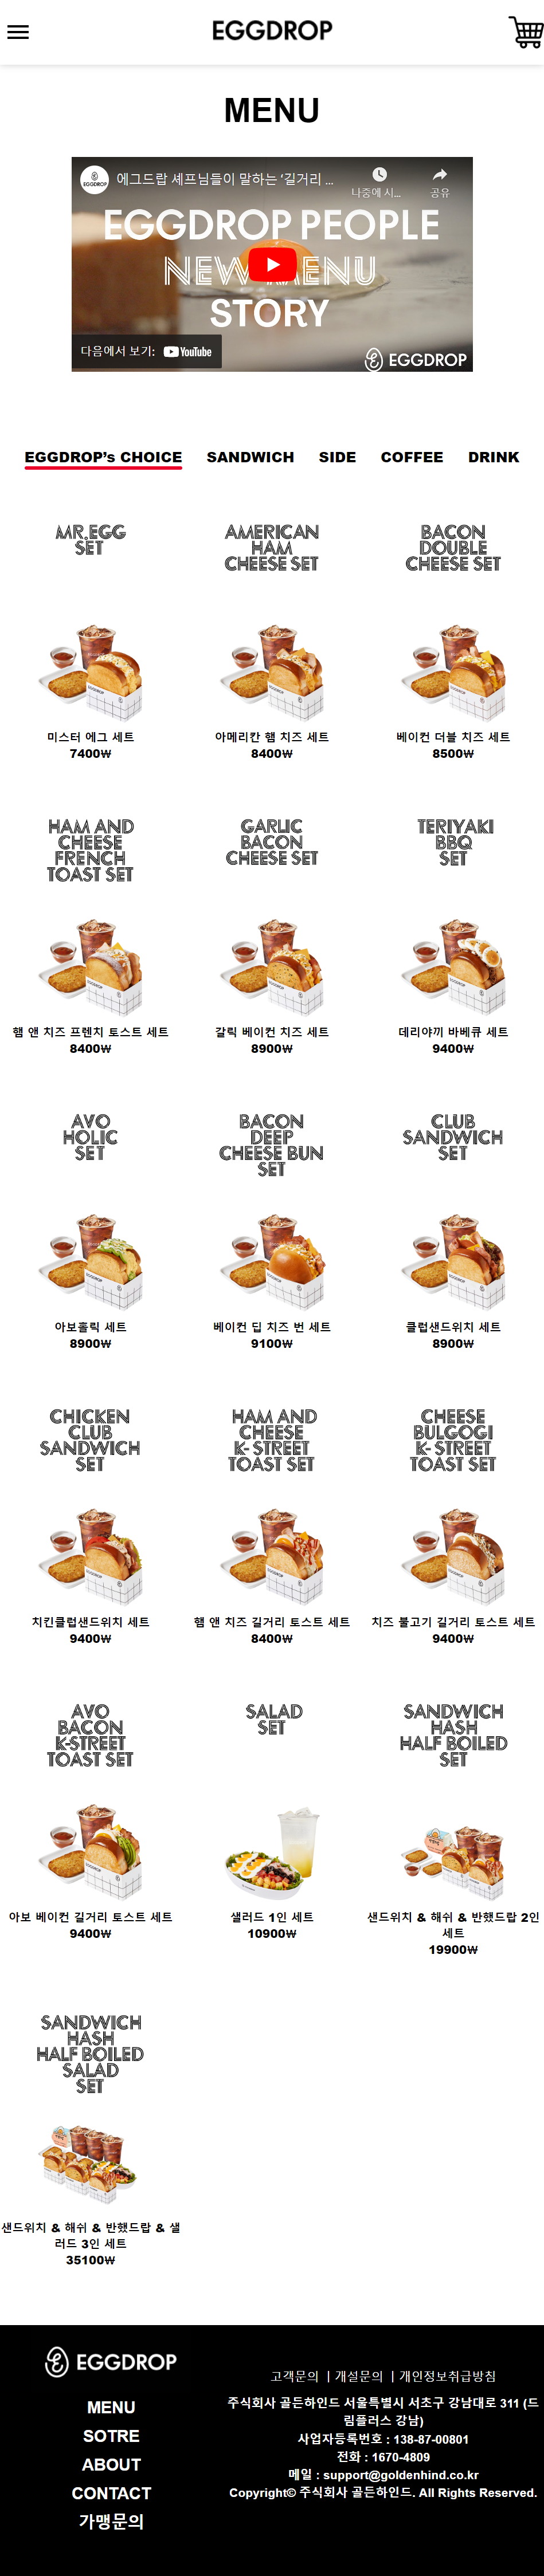 EGGDROP
MENU
EGGDROP
에그드랍 셰프님들이 말하는 ‘길거리 ...
나중에 시...
공유
EGGDROP PEOPLE
NEW MENU
STORY
다음에서 보기: YouTube
EGGDROP
EGGDROP’s CHOICE SANDWICH SIDE COFFEE DRINK
MR.EGG
SET
AMERICAN
HAM
CHEESE SET
BACON
DOUBLE
CHEESE SET
EGGDROP
EGGDROP
EGGDROP
미스터 에그 세트
7400₩
아메리칸 햄 치즈 세트
8400₩
베이컨 더블 치즈 세트
8500₩
HAM AND
CHEESE
FRENCH
TOAST SET
GARLIC
BACON
CHEESE SET
TERIYAKI
BBQ
SET
EGGDROP
EGGDROP
EGGDROP
햄 앤 치즈 프렌치 토스트 세트
8400₩
갈릭 베이컨 치즈 세트
8900₩
데리야끼 바베큐 세트
9400₩
AVO
HOLIC
SET
BACON
DEEP
CHEESE BUN
SET
CLUB
SANDWICH
SET
EGGDROP
EGGDROP
EGGDROP
아보홀릭 세트
8900₩
베이컨 딥 치즈 번 세트
9100₩
클럽샌드위치 세트
8900₩
CHICKEN
CLUB
SANDWICH
SET
HAM AND
CHEESE
K- STREET
TOAST SET
CHEESE
BULGOGI
K- STREET
TOAST SET
EGGDROP
EGGDROP
EGGDROP
치킨클럽샌드위치 세트
9400₩
햄 앤 치즈 길거리 토스트 세트
8400₩
치즈 불고기 길거리 토스트 세트
9400₩
AVO
BACON
K-STREET
TOAST SET
SALAD
SET
SANDWICH
HASH
HALF BOILED
SET
EGGDROP
아보 베이컨 길거리 토스트 세트
9400₩
샐러드 1인 세트
10900₩
샌드위치 & 해쉬 & 반했드랍 2인
세트
19900₩
SANDWICH
HASH
HALF BOILED
SALAD
SET
샌드위치 & 해쉬 & 반했드랍 & 샐
러드 3인 세트
35100₩
EGGDROP
MENU
SOTRE
ABOUT
CONTACT
가맹문의
고객문의 | 개설문의 | 개인정보취급방침
주식회사 골든하인드 서울특별시 서초구 강남대로 311 (드
림플러스 강남)
사업자등록번호 : 138-87-00801
전화 : 1670-4809
메일 : support@goldenhind.co.kr
Copyright© 주식회사 골든하인드. All Rights Reserved.